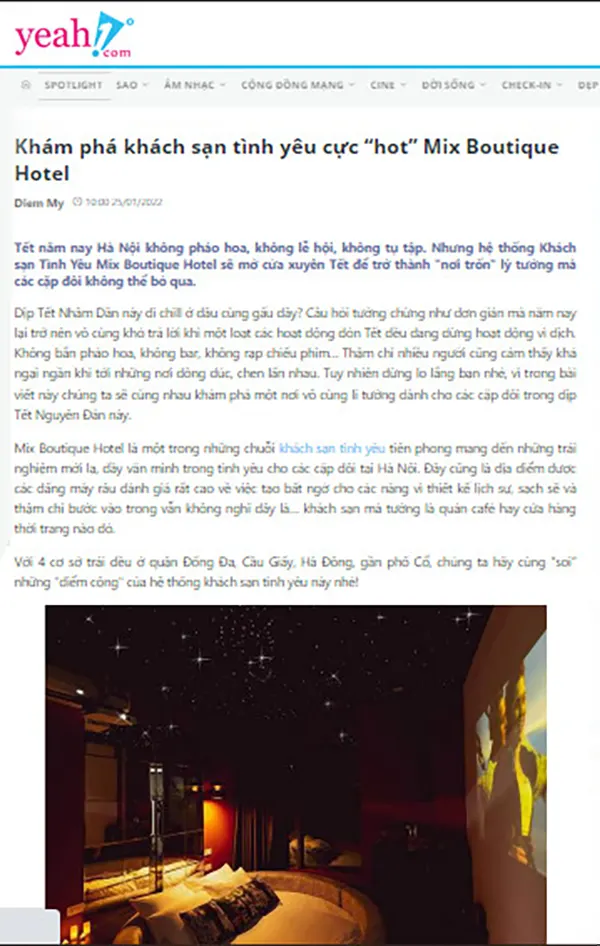 yeah1
.com
SPOTLIGHT SAO ÂM NHẠC CỘNG ĐỒNG MẠNG CINE ĐỜI SỐNG CHECK-IN ĐẸP
Khám phá khách sạn tình yêu cực “hot” Mix Boutique
Hotel
Diem My 10:00 25/01/2022
Tết năm nay Hà Nội không pháo hoa, không lễ hội, không tụ tập. Nhưng hệ thống Khách
sạn Tình Yêu Mix Boutique Hotel sẽ mở cửa xuyên Tết để trở thành "nơi trốn" lý tưởng mà
các cặp đôi không thể bỏ qua.
Dịp Tết Nhâm Dần này đi chill ở đâu cùng gấu đây? Câu hỏi tưởng chừng như đơn giản mà năm nay
lại trở nên vô cùng khó trả lời khi một loạt các hoạt động đón Tết đều đang dừng hoạt động vì dịch.
Không bắn pháo hoa, không bar, không rạp chiếu phim... Thậm chí nhiều người cũng cảm thấy khá
ngại ngần khi tới những nơi đông đúc, chen lấn nhau. Tuy nhiên đừng lo lắng bạn nhé, vì trong bài
viết này chúng ta sẽ cùng nhau khám phá một nơi vô cùng lí tưởng dành cho các cặp đôi trong dịp
Tết Nguyên Đán này.
Mix Boutique Hotel là một trong những chuỗi khách sạn tình yêu tiên phong mang đến những trải
nghiệm mới lạ, đầy văn minh trong tình yêu cho các cặp đôi tại Hà Nội. Đây cũng là địa điểm được
các đấng mày râu đánh giá rất cao về việc tạo bất ngờ cho các nàng vì thiết kế lịch sự, sạch sẽ và
thậm chí bước vào trong vẫn không nghĩ đây là... khách sạn mà tưởng là quán café hay cửa hàng
thời trang nào đó.
Với 4 cơ sở trải đều ở quận Đống Đa, Cầu Giấy, Hà Đông, gần phố Cổ, chúng ta hãy cùng "soi"
những "điểm cộng" của hệ thống khách sạn tình yêu này nhé!